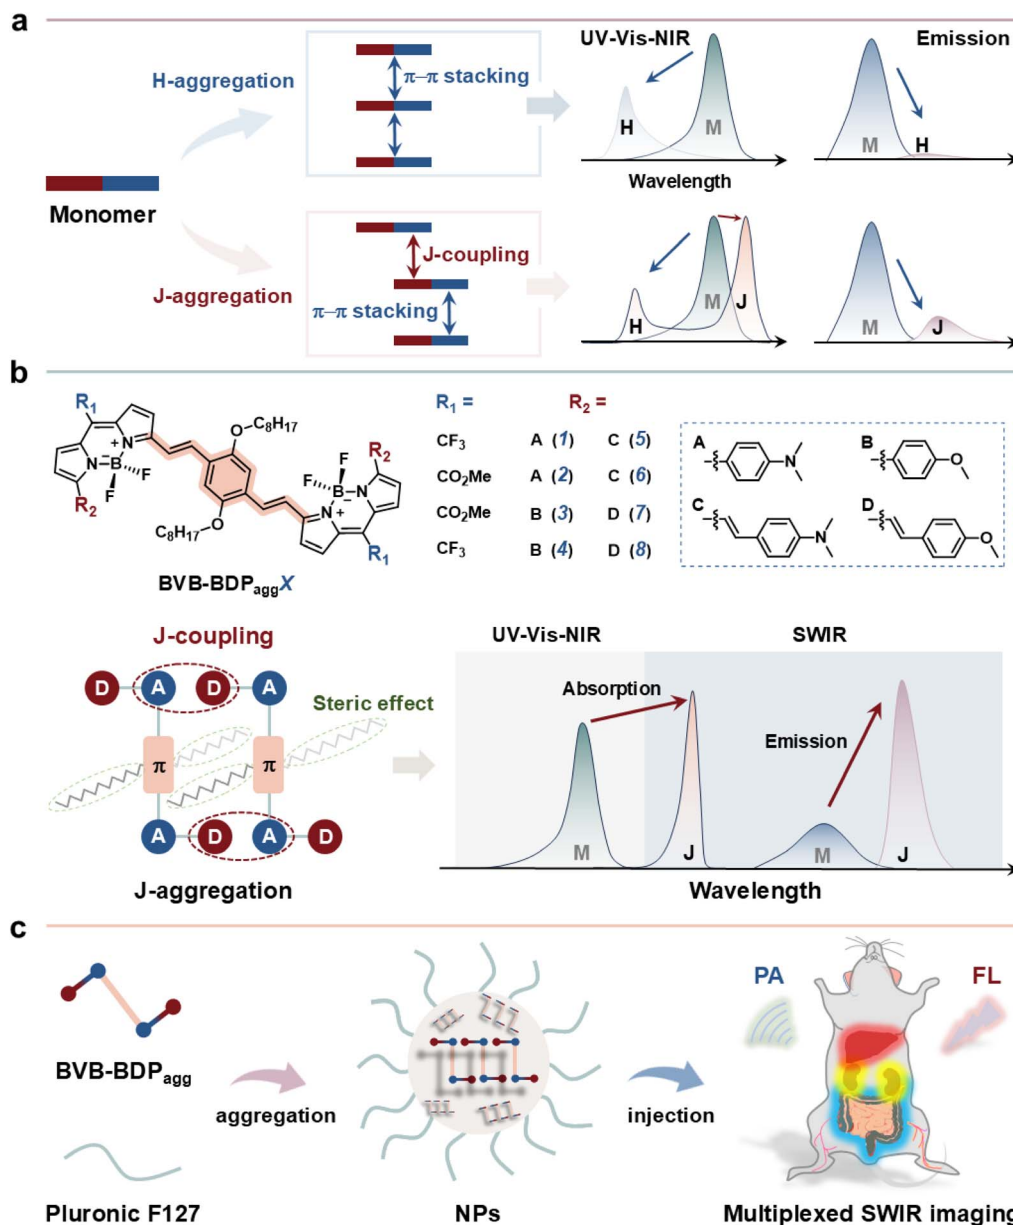 a
UV-Vis-NIR
Emission
H-aggregation
π–π stacking
H
M
M
H
Monomer
Wavelength
J-coupling
J-aggregation
π–π stacking
H
M
J
M
J
b
R1
N
+
N
B
−
F
F
R2
O
C8H17
C8H17
O
F
F
B
−
N
N
+
R2
R1
BVB-BDPaggX
R1 = R2 =
CF3 A (1) C (5)
CO2Me A (2) C (6)
CO2Me B (3) D (7)
CF3 B (4) D (8)
A
N
B
O
C
N
D
O
J-coupling
D A D A
Steric effect
π π
A D A D
J-aggregation
UV-Vis-NIR
SWIR
Absorption
Emission
M
J
M
J
Wavelength
c
BVB-BDPagg
aggregation
injection
PA
FL
Pluronic F127
NPs
Multiplexed SWIR imaging